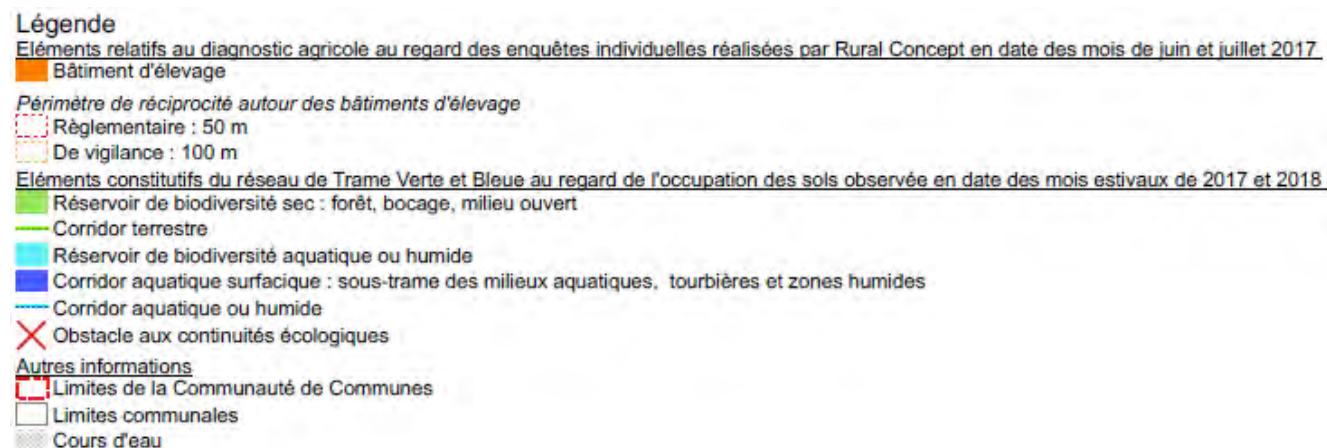 Légende
Eléments relatifs au diagnostic agricole au regard des enquêtes individuelles réalisées par Rural Concept en date des mois de juin et juillet 2017
Bâtiment d'élevage
Périmètre de réciprocité autour des bâtiments d'élevage
Règlementaire : 50 m
De vigilance : 100 m
Eléments constitutifs du réseau de Trame Verte et Bleue au regard de l'occupation des sols observée en date des mois estivaux de 2017 et 2018
Réservoir de biodiversité sec : forêt, bocage, milieu ouvert
Corridor terrestre
Réservoir de biodiversité aquatique ou humide
Corridor aquatique surfacique : sous-trame des milieux aquatiques, tourbières et zones humides
Corridor aquatique ou humide
Obstacle aux continuités écologiques
Autres informations
Limites de la Communauté de Communes
Limites communales
Cours d'eau